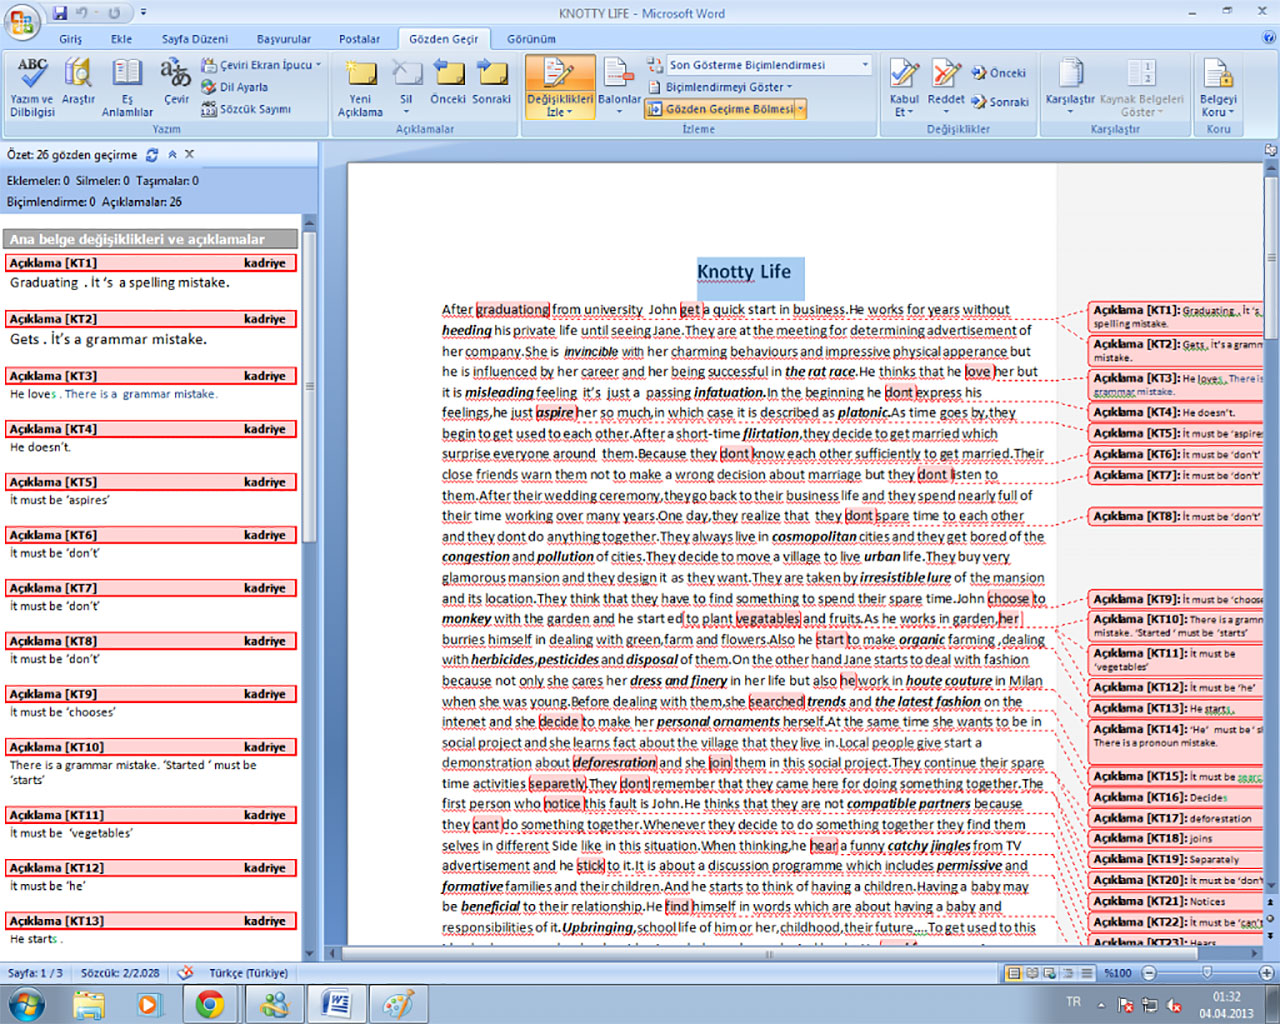 KNOTTY LIFE - Microsoft Word
Giriş Ekle Sayfa Düzeni Başvurular Postalar Gözden Geçir Görünüm
ABC Yazım ve Dilbilgisi
Araştır
Eş Anlamlılar
Çevir
Çeviri Ekran İpucu
Dil Ayarla
Sözcük Sayımı
Yazım
Yeni Açıklama
Sil
Önceki
Sonraki
Açıklamalar
Değişiklikleri İzle
Balonlar
Son Gösterme Biçimlendirmesi
Biçimlendirmeyi Göster
Gözden Geçirme Bölmesi
İzleme
Kabul Et
Reddet
Önceki
Sonraki
Değişiklikler
Karşılaştır
Kaynak Belgeleri Göster
Karşılaştır
Belgeyi Koru
Koru
Özet: 26 gözden geçirme
Eklemeler: 0 Silmeler: 0 Taşımalar: 0
Biçimlendirme: 0 Açıklamalar: 26
Ana belge değişiklikleri ve açıklamalar
Açıklama [KT1] kadriye
Graduating . İt 's a spelling mistake.
Açıklama [KT2] kadriye
Gets . İt's a grammar mistake.
Açıklama [KT3] kadriye
He loves . There is a grammar mistake.
Açıklama [KT4] kadriye
He doesn't.
Açıklama [KT5] kadriye
İt must be 'aspires'
Açıklama [KT6] kadriye
İt must be 'don't'
Açıklama [KT7] kadriye
İt must be 'don't'
Açıklama [KT8] kadriye
İt must be 'don't'
Açıklama [KT9] kadriye
İt must be 'chooses'
Açıklama [KT10] kadriye
There is a grammar mistake. 'Started ' must be
'starts'
Açıklama [KT11] kadriye
İt must be 'vegetables'
Açıklama [KT12] kadriye
İt must be 'he'
Açıklama [KT13] kadriye
He starts .
Knotty Life
After graduationg from university John get a quick start in business.He works for years without
heeding his private life until seeing Jane.They are at the meeting for determining advertisement of
her company.She is invincible with her charming behaviours and impressive physical apperance but
he is influenced by her career and her being successful in the rat race.He thinks that he love her but
it is misleading feeling it's just a passing infatuation.In the beginning he dont express his
feelings,he just aspire her so much,in which case it is described as platonic.As time goes by,they
begin to get used to each other.After a short-time flirtation,they decide to get married which
surprise everyone around them.Because they dont know each other sufficiently to get married.Their
close friends warn them not to make a wrong decision about marriage but they dont listen to
them.After their wedding ceremony,they go back to their business life and they spend nearly full of
their time working over many years.One day,they realize that they dont spare time to each other
and they dont do anything together.They always live in cosmopolitan cities and they get bored of the
congestion and pollution of cities.They decide to move a village to live urban life.They buy very
glamorous mansion and they design it as they want.They are taken by irresistible lure of the mansion
and its location.They think that they have to find something to spend their spare time.John choose to
monkey with the garden and he started to plant vegatables and fruits.As he works in garden,her
burries himself in dealing with green,farm and flowers.Also he start to make organic farming ,dealing
with herbicides,pesticides and disposal of them.On the other hand Jane starts to deal with fashion
because not only she cares her dress and finery in her life but also he work in houte couture in Milan
when she was young.Before dealing with them,she searched trends and the latest fashion on the
intenet and she decide to make her personal ornaments herself.At the same time she wants to be in
social project and she learns fact about the village that they live in.Local people give start a
demonstration about deforesration and she join them in this social project.They continue their spare
time activities separetly.They dont remember that they came here for doing something together.The
first person who notice this fault is John.He thinks that they are not compatible partners because
they cant do something together.Whenever they decide to do something together they find them
selves in different Side like in this situation.When thinking,he hear a funny catchy jingles from TV
advertisement and he stick to it.It is about a discussion programme which includes permissive and
formative families and their children.And he starts to think of having a children.Having a baby may
be beneficial to their relationship.He find himself in words which are about having a baby and
responsibilities of it.Upbringing,school life of him or her,childhood,their future....To get used to this
Açıklama [KT1]: Graduating . İt 's
spelling mistake.
Açıklama [KT2]: Gets . İt's a gramm
mistake.
Açıklama [KT3]: He loves . There is
grammar mistake.
Açıklama [KT4]: He doesn't.
Açıklama [KT5]: İt must be 'aspires
Açıklama [KT6]: İt must be 'don't'
Açıklama [KT7]: İt must be 'don't'
Açıklama [KT8]: İt must be 'don't'
Açıklama [KT9]: İt must be 'choose
Açıklama [KT10]: There is a gramm
mistake. 'Started ' must be 'starts'
Açıklama [KT11]: İt must be
'vegetables'
Açıklama [KT12]: İt must be 'he'
Açıklama [KT13]: He starts .
Açıklama [KT14]: 'He' must be ' s
There is a pronoun mistake.
Açıklama [KT15]: İt must be searc
Açıklama [KT16]: Decides
Açıklama [KT17]: deforestation
Açıklama [KT18]: joins
Açıklama [KT19]: Separately
Açıklama [KT20]: İt must be 'don't
Açıklama [KT21]: Notices
Açıklama [KT22]: İt must be 'can't
Açıklama [KT23]: Hears
Sayfa: 1 / 3 Sözcük: 2/2.028 Türkçe (Türkiye) %100
TR 01:32
04.04.2013